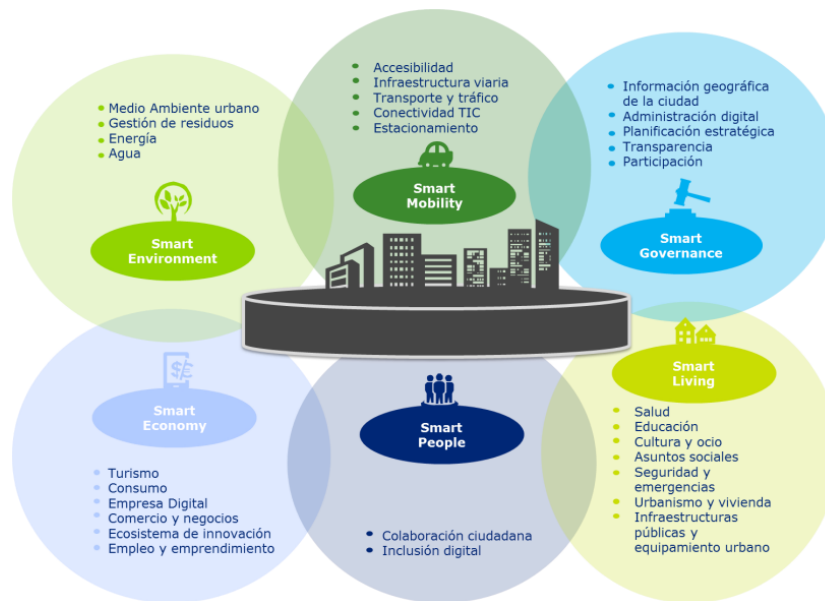 Medio Ambiente urbano
Gestión de residuos
Energía
Agua
Smart
Environment
Accesibilidad
Infraestructura viaria
Transporte y tráfico
Conectividad TIC
Estacionamiento
Smart
Mobility
Información geográfica
de la ciudad
Administración digital
Planificación estratégica
Transparencia
Participación
Smart
Governance
$/€
Smart
Economy
Turismo
Consumo
Empresa Digital
Comercio y negocios
Ecosistema de innovación
Empleo y emprendimiento
Smart
People
Colaboración ciudadana
Inclusión digital
Smart
Living
Salud
Educación
Cultura y ocio
Asuntos sociales
Seguridad y
emergencias
Urbanismo y vivienda
Infraestructuras
públicas y
equipamiento urbano